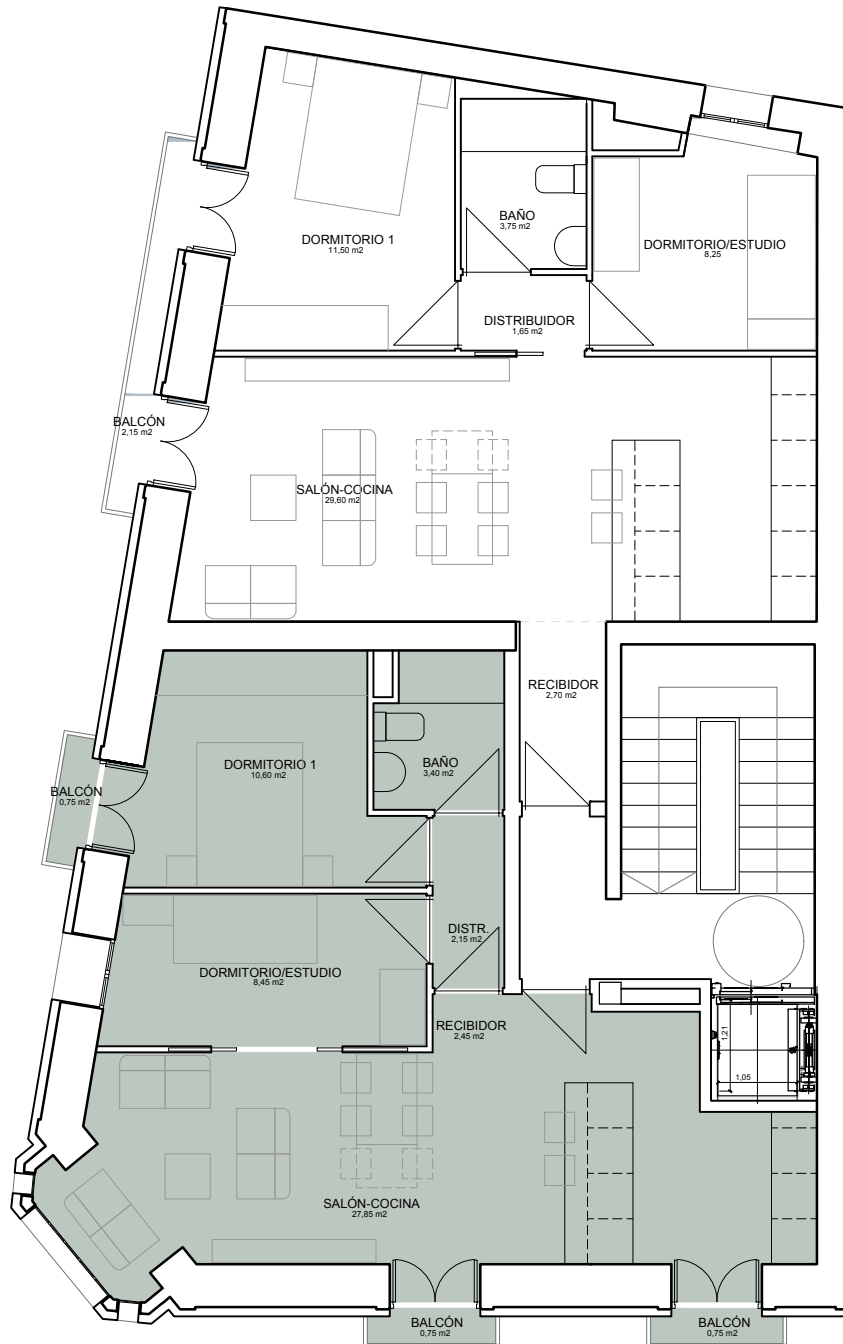 DORMITORIO 1
11,50 m2
BAÑO
3,75 m2
DORMITORIO/ESTUDIO
8,25
DISTRIBUIDOR
1,65 m2
BALCÓN
2,15 m2
SALÓN-COCINA
29,60 m2
RECIBIDOR
2,70 m2
DORMITORIO 1
10,60 m2
BAÑO
3,40 m2
BALCÓN
0,75 m2
DISTR.
2,15 m2
DORMITORIO/ESTUDIO
8,45 m2
RECIBIDOR
2,45 m2
1,21
1,05
SALÓN-COCINA
27,85 m2
BALCÓN
0,75 m2
BALCÓN
0,75 m2